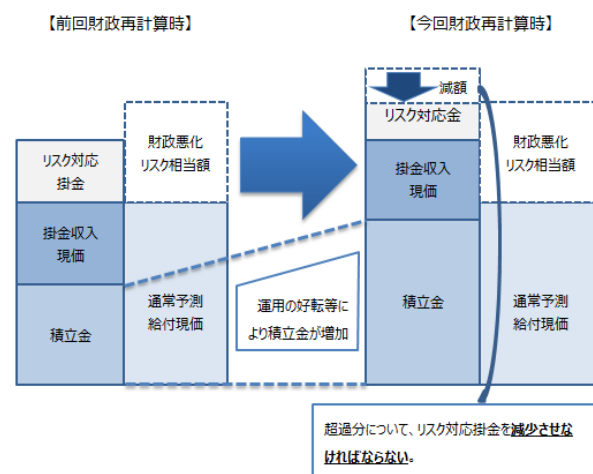 【前回財政再計算時】
【今回財政再計算時】
リスク対応
掛金
掛金収入
現価
積立金
財政悪化
リスク相当額
通常予測
給付現価
運用の好転等に
より積立金が増加
減額
リスク対応金
掛金収入
現価
積立金
財政悪化
リスク相当額
通常予測
給付現価
超過分について、リスク対応掛金を減少させな
ければならない。